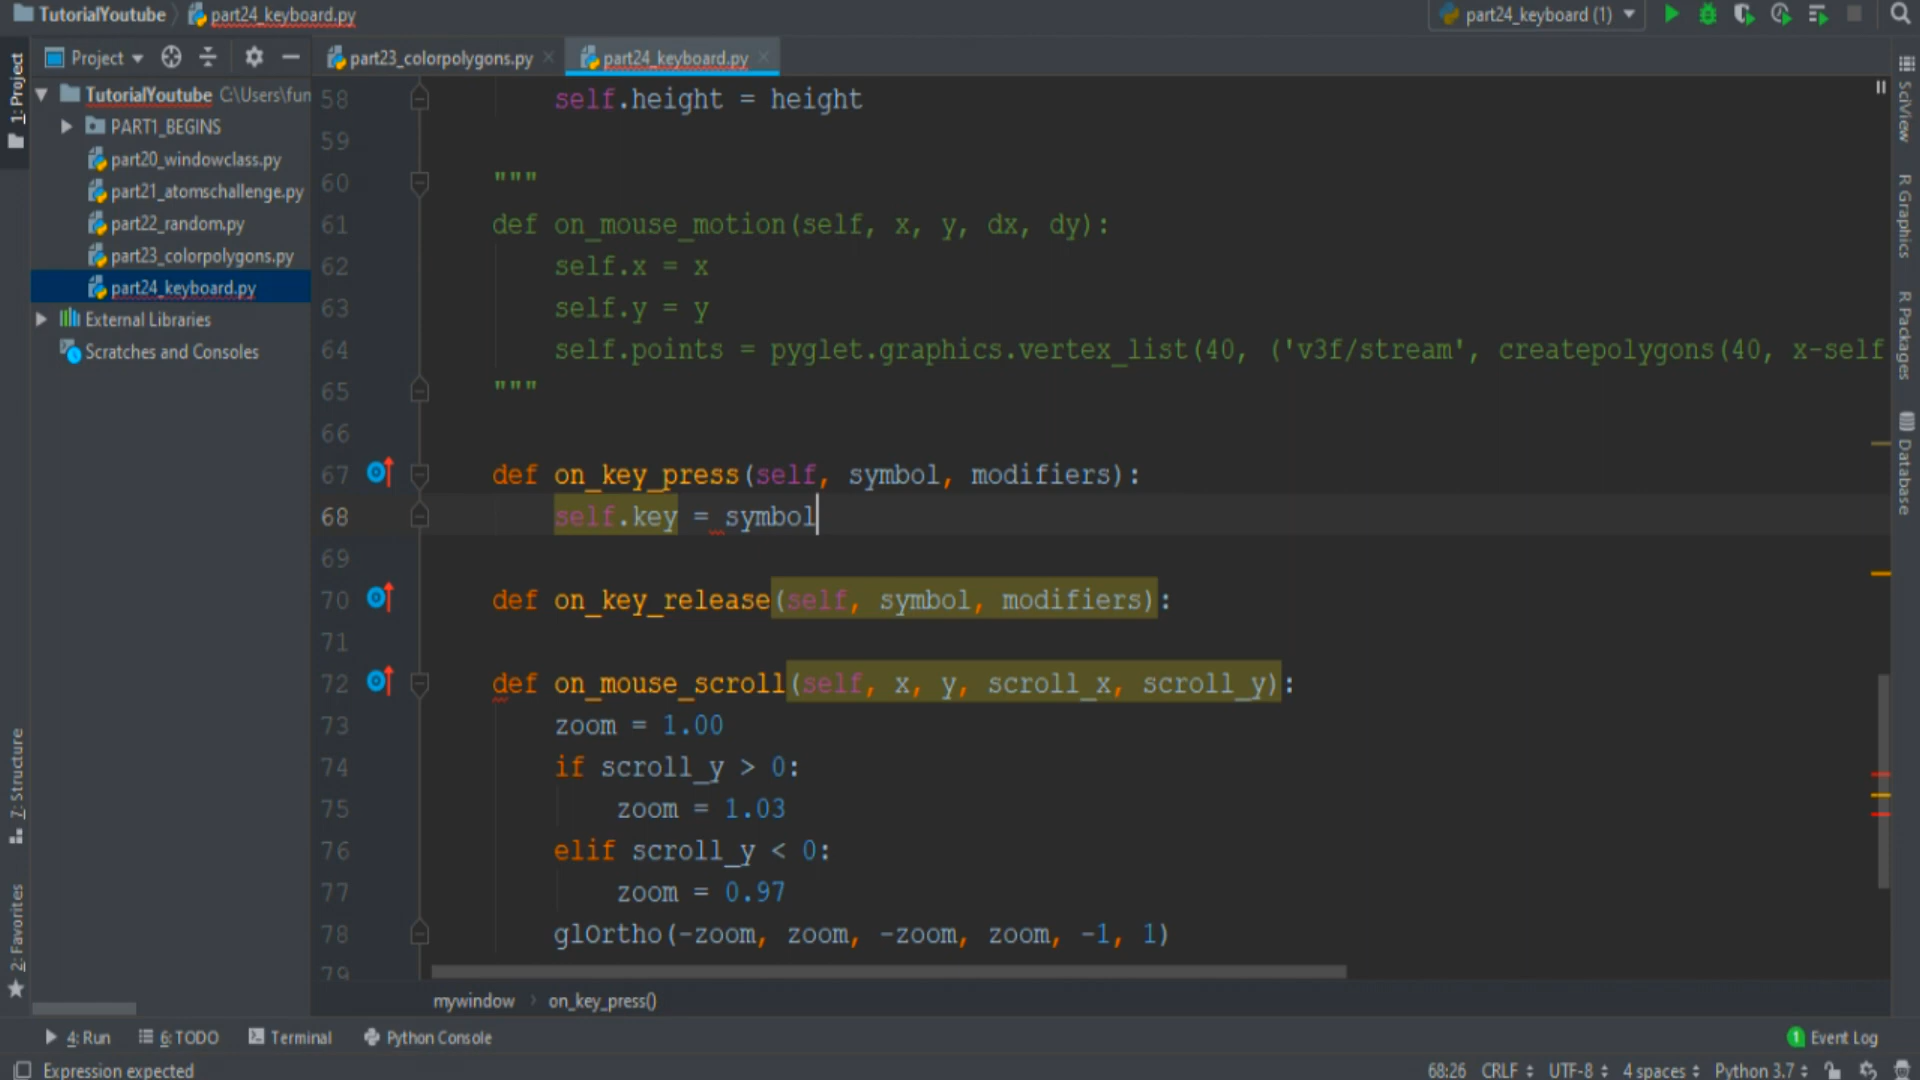 TutorialYoutube
part24_keyboard.py
part24_keyboard (1)
1: Project
Project
part23_colorpolygons.py
part24_keyboard.py
TutorialYoutube C:\Users\fun
PART1_BEGINS
part20_windowclass.py
part21_atomschallenge.py
part22_random.py
part23_colorpolygons.py
part24_keyboard.py
External Libraries
Scratches and Consoles
58 self.height = height
59
60 """
61 def on_mouse_motion(self, x, y, dx, dy):
62 self.x = x
63 self.y = y
64 self.points = pyglet.graphics.vertex_list(40, ('v3f/stream', createpolygons(40, x-self
65 """
66
67 def on_key_press(self, symbol, modifiers):
68 self.key = symbol
69
70 def on_key_release(self, symbol, modifiers):
71
72 def on_mouse_scroll(self, x, y, scroll_x, scroll_y):
73 zoom = 1.00
74 if scroll_y > 0:
75 zoom = 1.03
76 elif scroll_y < 0:
77 zoom = 0.97
78 glOrtho(-zoom, zoom, -zoom, zoom, -1, 1)
79
mywindow
on_key_press()
SciView
R Graphics
R Packages
Database
7: Structure
2: Favorites
4: Run
6: TODO
Terminal
Python Console
1 Event Log
Expression expected
68:26 CRLF UTF-8 4 spaces Python 3.7